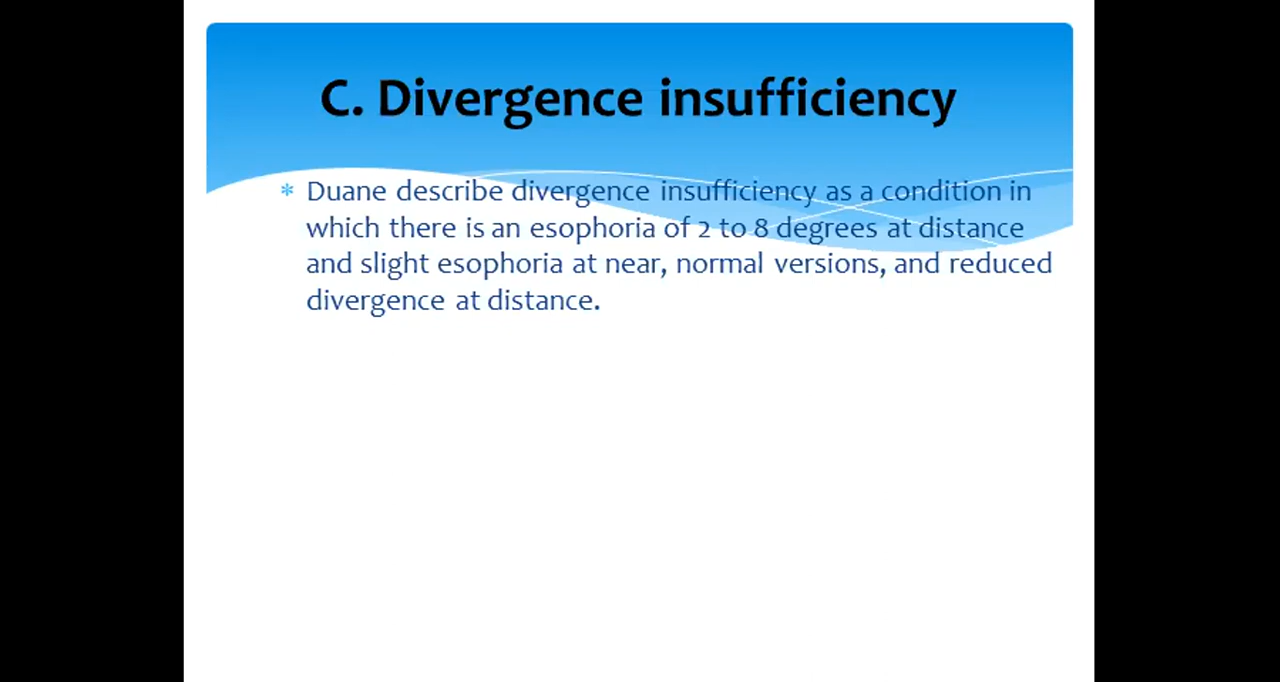 C. Divergence insufficiency
* Duane describe divergence insufficiency as a condition in
which there is an esophoria of 2 to 8 degrees at distance
and slight esophoria at near, normal versions, and reduced
divergence at distance.